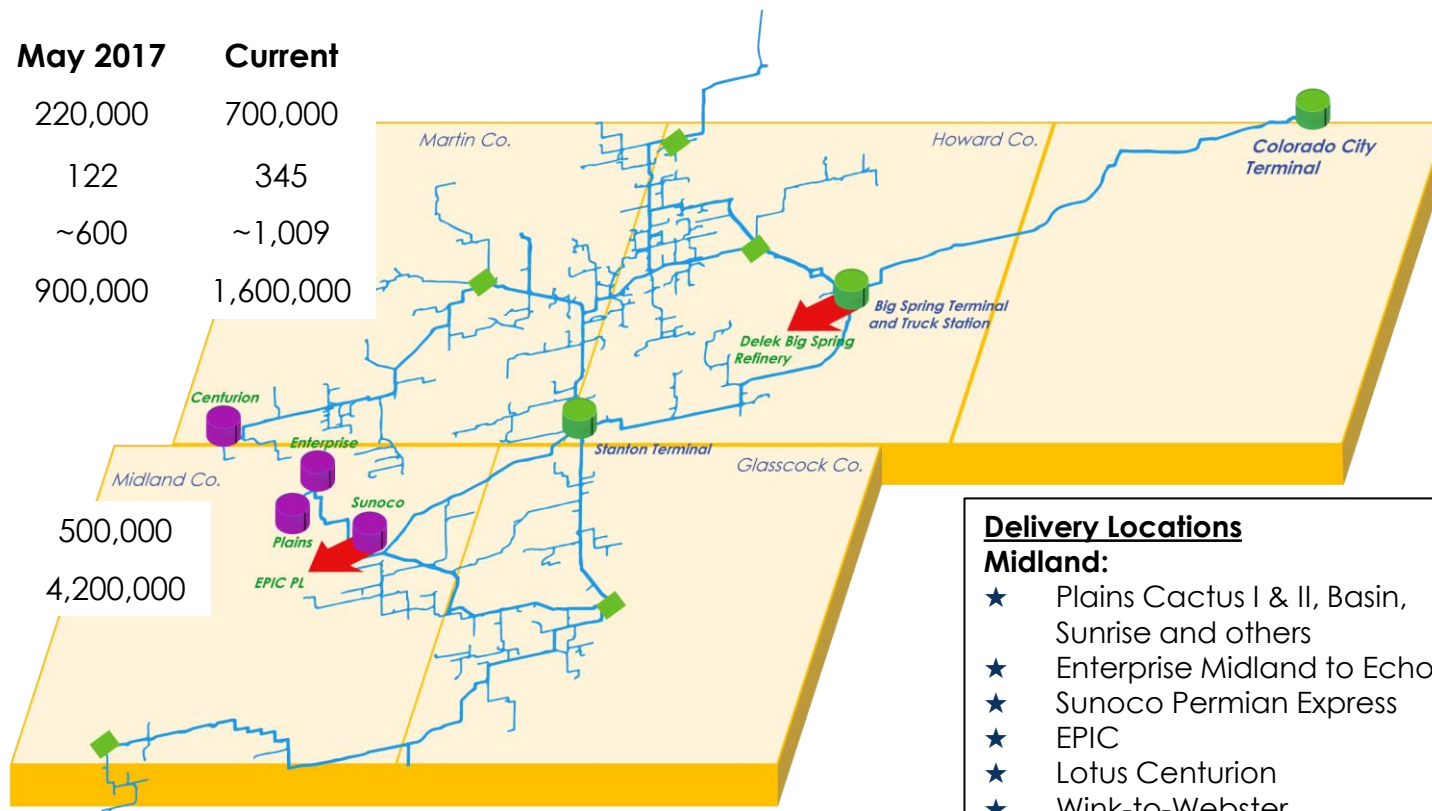 May 2017 Current
220,000 700,000
122 345
~600 ~1,009
900,000 1,600,000
Martin Co.
Howard Co.
Colorado City
Terminal
Big Spring Terminal
and Truck Station
Delek Big Spring
Refinery
Centurion
Enterprise
Stanton Terminal
Midland Co.
Glasscock Co.
Sunoco
Plains
EPIC PL
500,000
4,200,000
Delivery Locations
Midland:
★ Plains Cactus I & II, Basin,
Sunrise and others
★ Enterprise Midland to Echo
★ Sunoco Permian Express
★ EPIC
★ Lotus Centurion
★ Wink-to-Webster